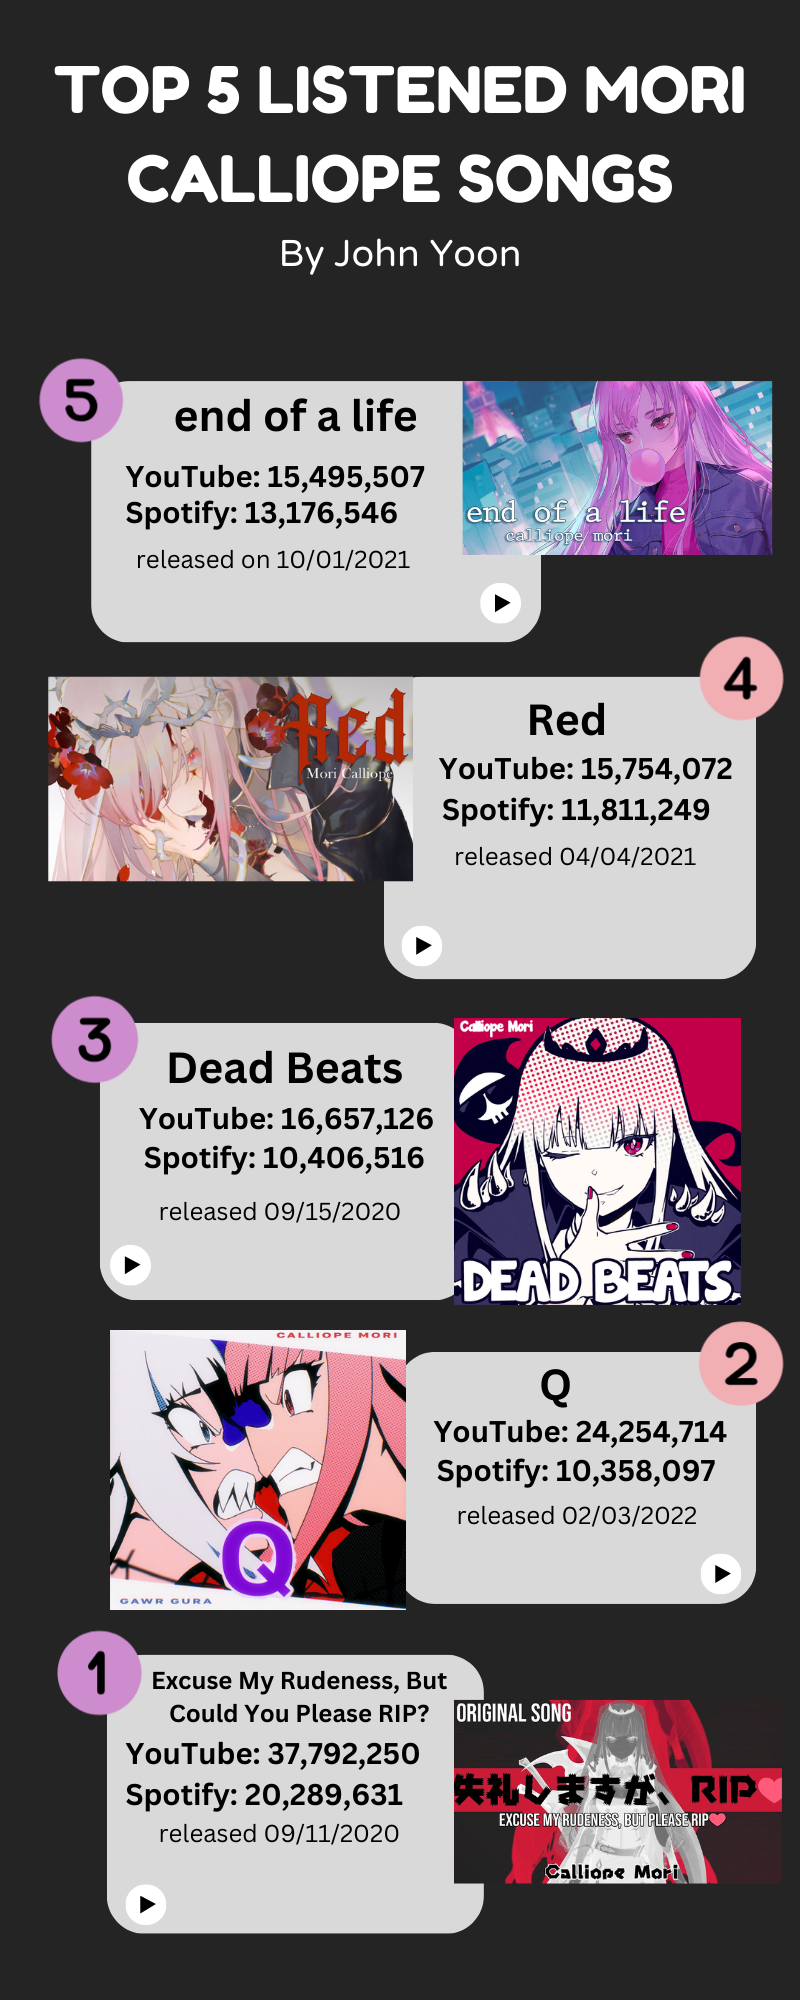 TOP 5 LISTENED MORI
CALLIOPE SONGS
By John Yoon
5
end of a life
YouTube: 15,495,507
Spotify: 13,176,546
released on 10/01/2021
end of a life
calliope mori
4
Red
Mori Calliope
Red
YouTube: 15,754,072
Spotify: 11,811,249
released 04/04/2021
3
Dead Beats
YouTube: 16,657,126
Spotify: 10,406,516
released 09/15/2020
Calliope Mori
DEAD BEATS
2
CALLIOPE MORI
Q
GAWR GURA
Q
YouTube: 24,254,714
Spotify: 10,358,097
released 02/03/2022
1
Excuse My Rudeness, But
Could You Please RIP?
YouTube: 37,792,250
Spotify: 20,289,631
released 09/11/2020
ORIGINAL SONG
失礼しますが、RIP❤
EXCUSE MY RUDENESS, BUT PLEASE RIP❤
Calliope Mori